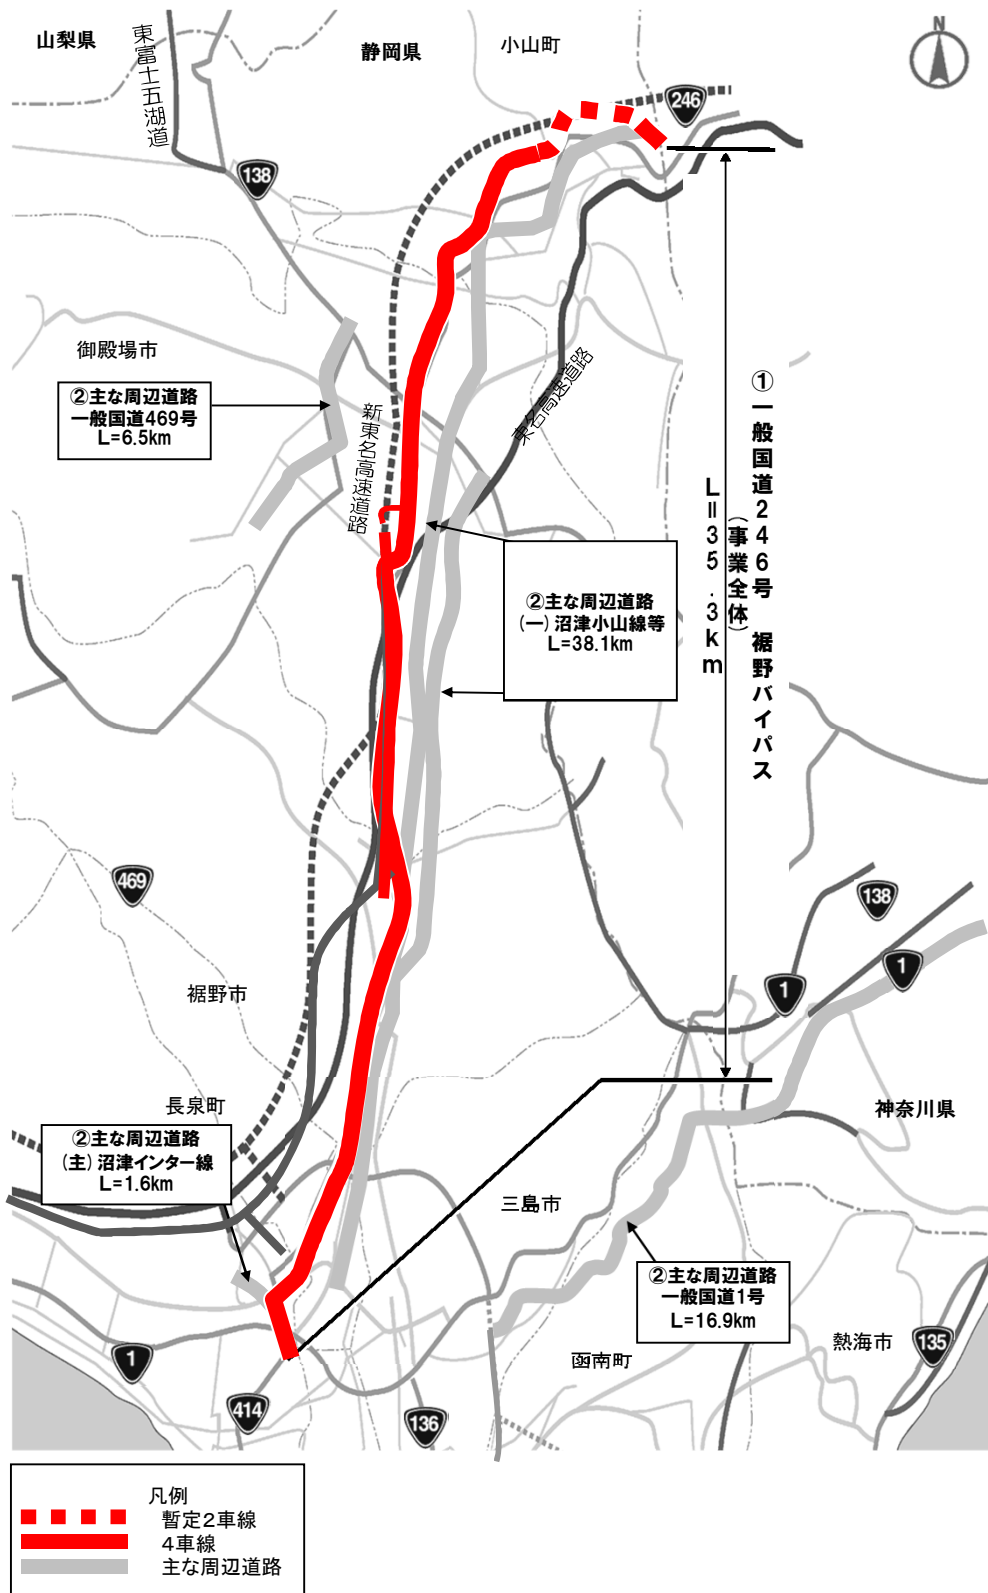 山梨県
東富士五湖道
静岡県
小山町
N
246
138
御殿場市
②主な周辺道路
一般国道469号
L=6.5km
新東名高速道路
東名高速道路
①一般国道246号 裾野バイパス
(事業全体)
L=35.3km
②主な周辺道路
(一)沼津小山線等
L=38.1km
469
138
1
1
裾野市
長泉町
神奈川県
②主な周辺道路
(主)沼津インター線
L=1.6km
三島市
②主な周辺道路
一般国道1号
L=16.9km
熱海市
135
函南町
1
414
136
凡例
暫定2車線
4車線
主な周辺道路